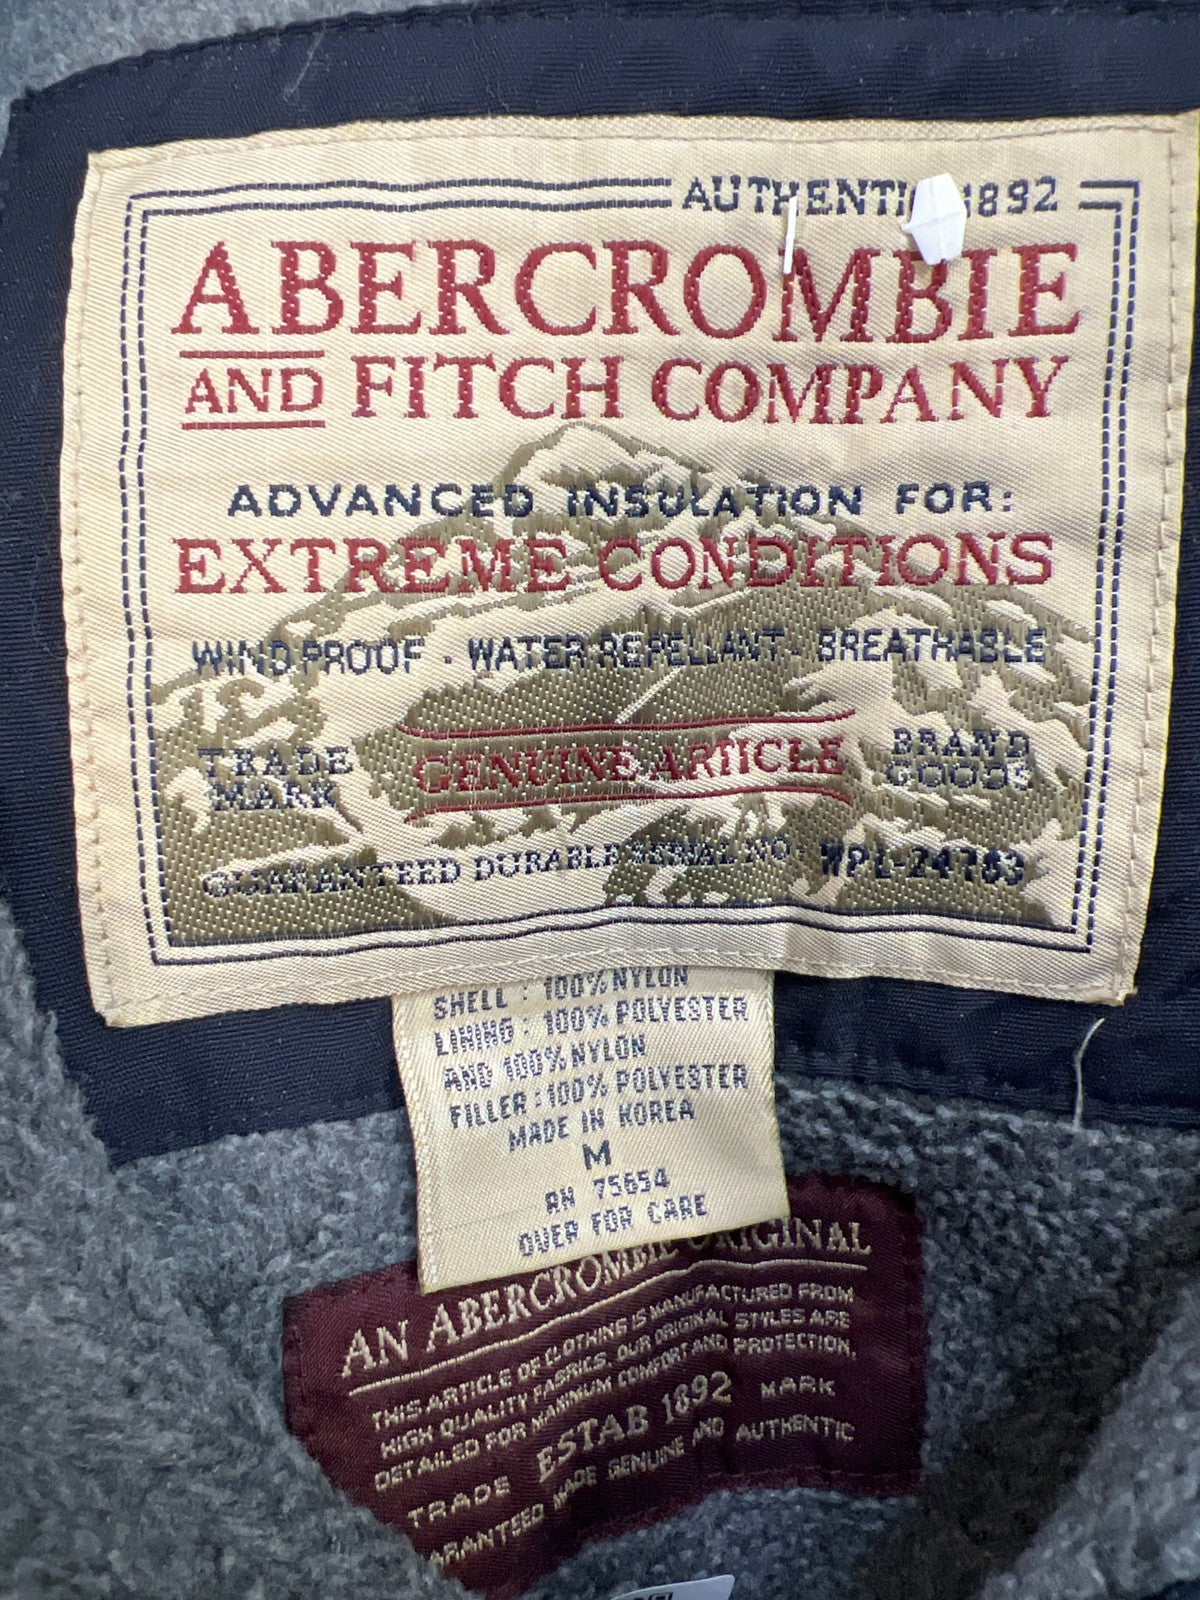 AUTHENTIC 1892
ABERCROMBIE
AND FITCH COMPANY
ADVANCED INSULATION FOR:
EXTREME CONDITIONS
WIND PROOF - WATER REPELLANT - BREATHABLE
TRADE MARK
GENUINE ARTICLE
BRAND GOODS
GUARANTEED DURABLE SERIAL NO. WPL-24783
SHELL : 100% NYLON
LINING : 100% POLYESTER
AND 100% NYLON
FILLER : 100% POLYESTER
MADE IN KOREA
M
RN 75654
OVER FOR CARE
AN ABERCROMBIE ORIGINAL
THIS ARTICLE OF CLOTHING IS MANUFACTURED FROM
HIGH QUALITY FABRICS. OUR ORIGINAL STYLES ARE
DETAILED FOR MAXIMUM COMFORT AND PROTECTION.
TRADE ESTAB 1892 MARK
ARANTEED MADE GENUINE AND AUTHENTIC